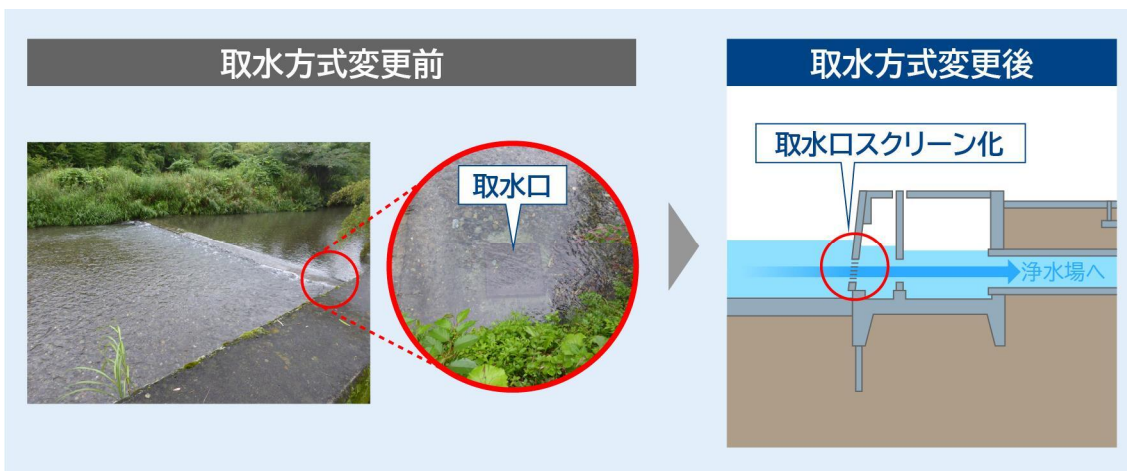 取水方式変更前
取水口
取水方式変更後
取水口スクリーン化
浄水場へ